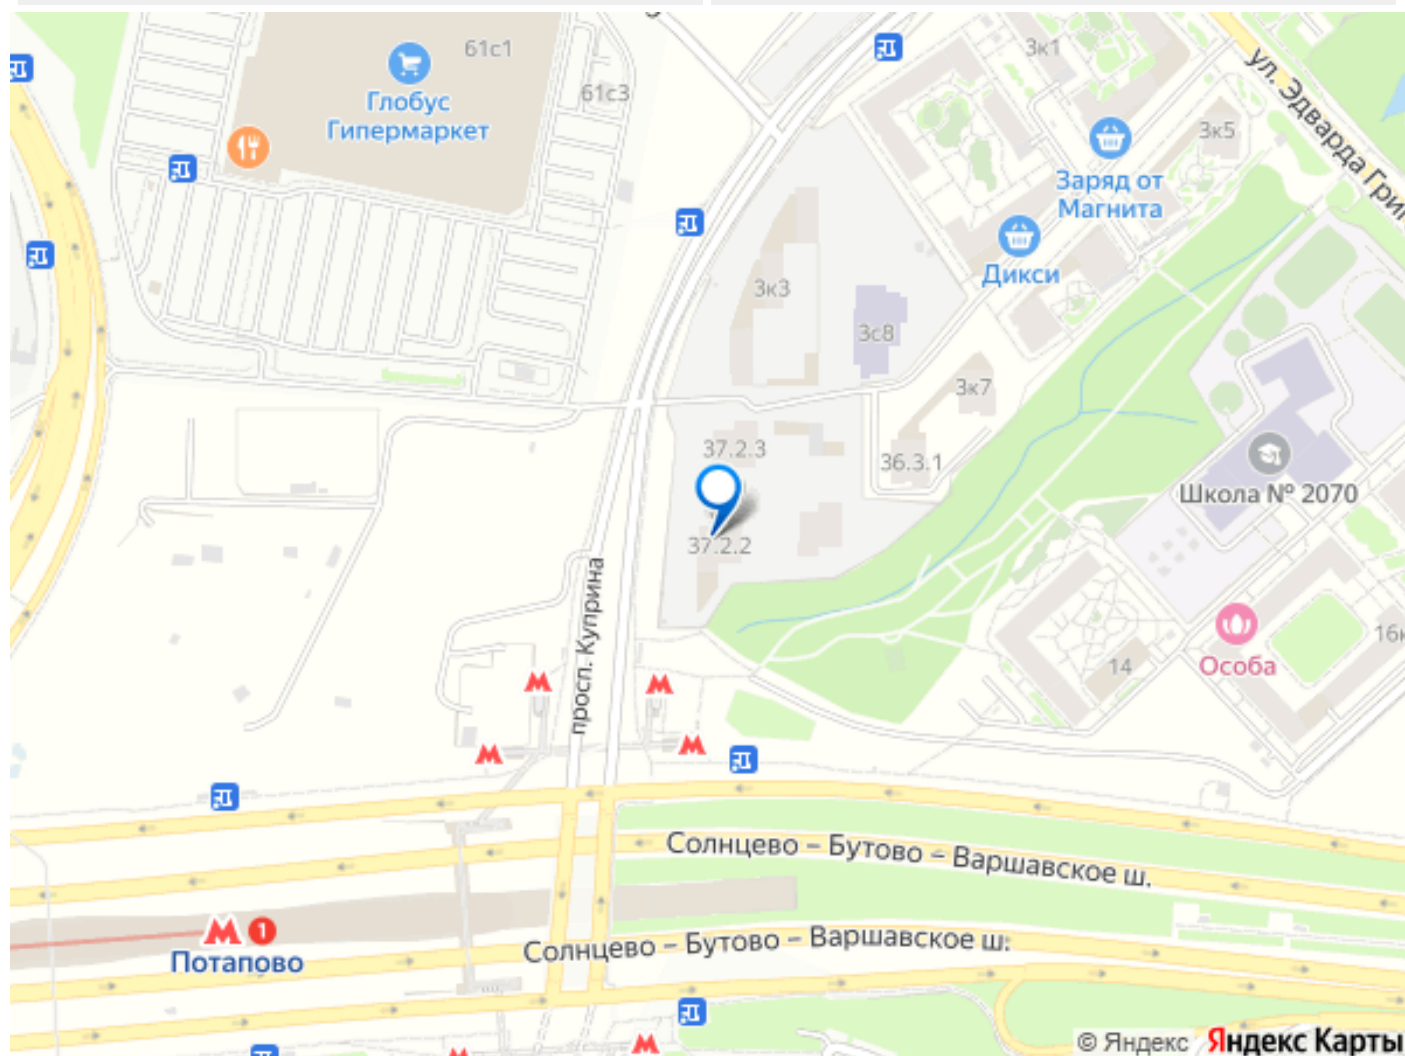 61с1
3к1
61с3
Глобус
Гипермаркет
ул. Эдварда Гри
3к5
Заряд от
Магнита
Дикси
3к3
3с8
3к7
37.2.3
36.3.1
Школа № 2070
37.2.2
просп. Куприна
16к
14
Особа
Солнцево – Бутово – Варшавское ш.
1
Потапово
Солнцево – Бутово – Варшавское ш.
© Яндекс Яндекс Карты